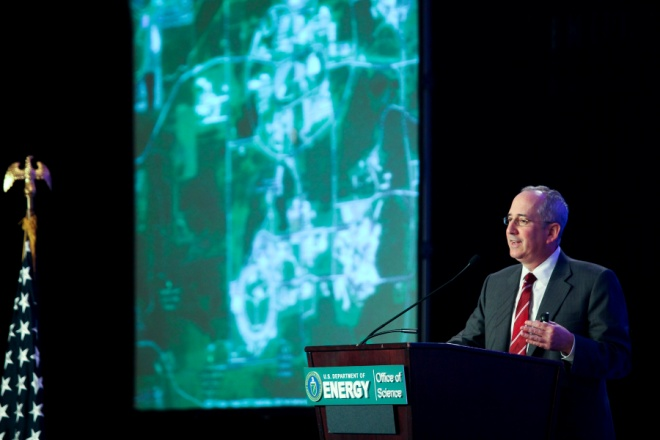 U.S. DEPARTMENT OF
ENERGY
Office of
Science